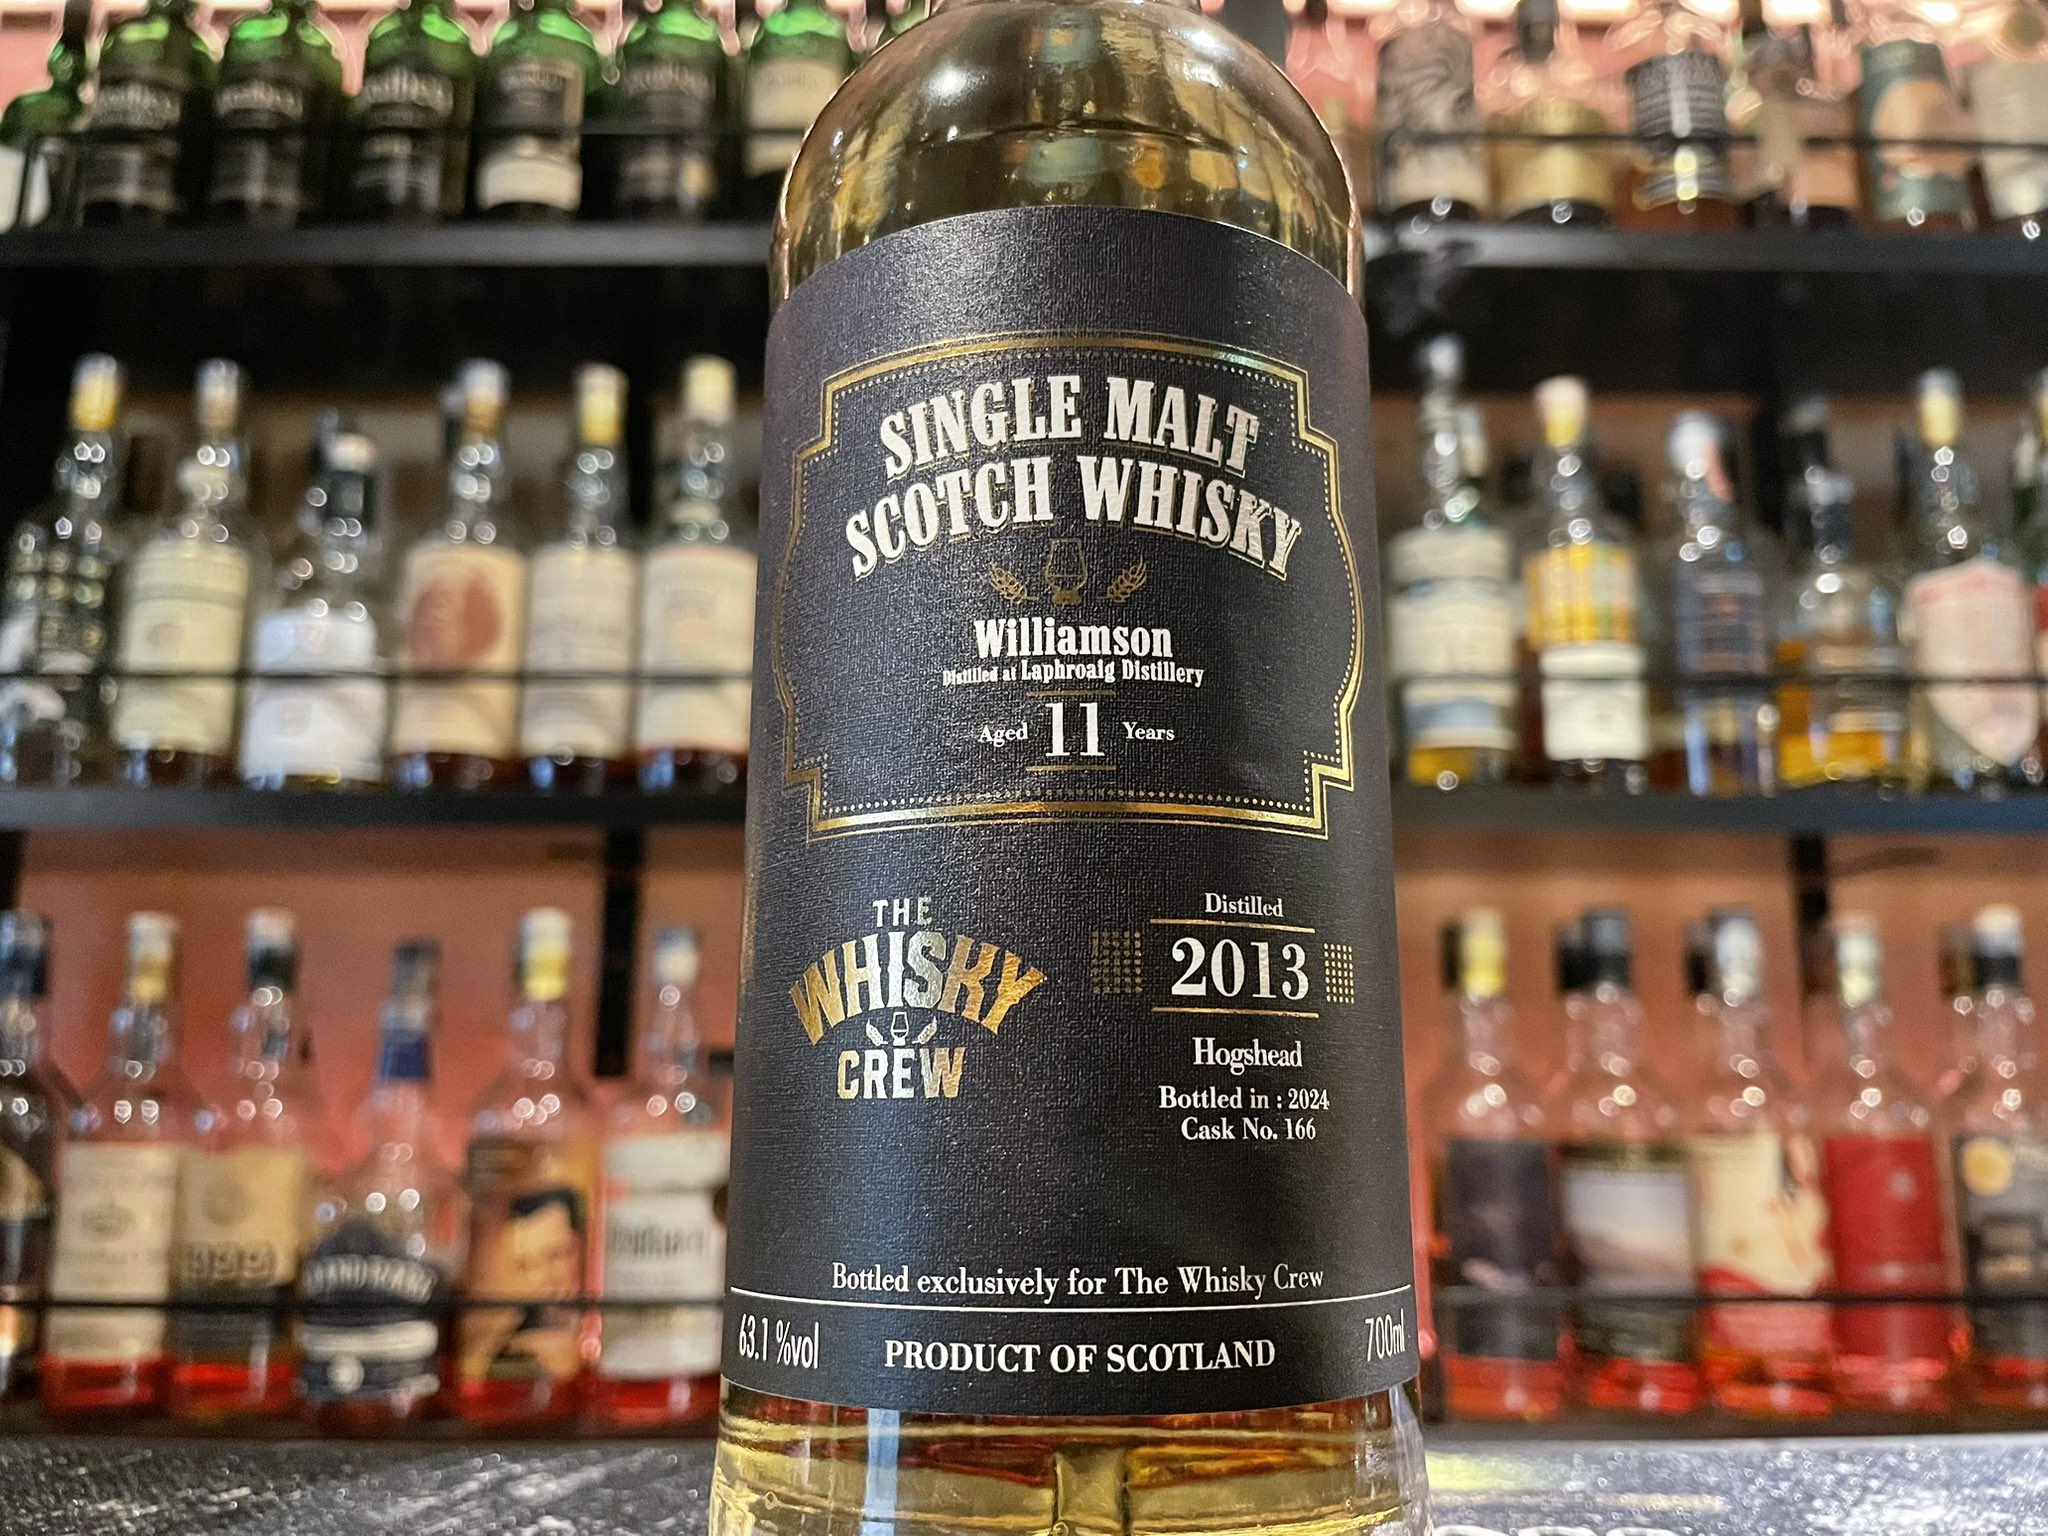 SINGLE MALT
SCOTCH WHISKY
Williamson
Distilled at Laphroaig Distillery
Aged 11 Years
THE
WHISKY
CREW
Distilled
2013
Hogshead
Bottled in : 2024
Cask No. 166
Bottled exclusively for The Whisky Crew
63.1 %vol PRODUCT OF SCOTLAND 700ml